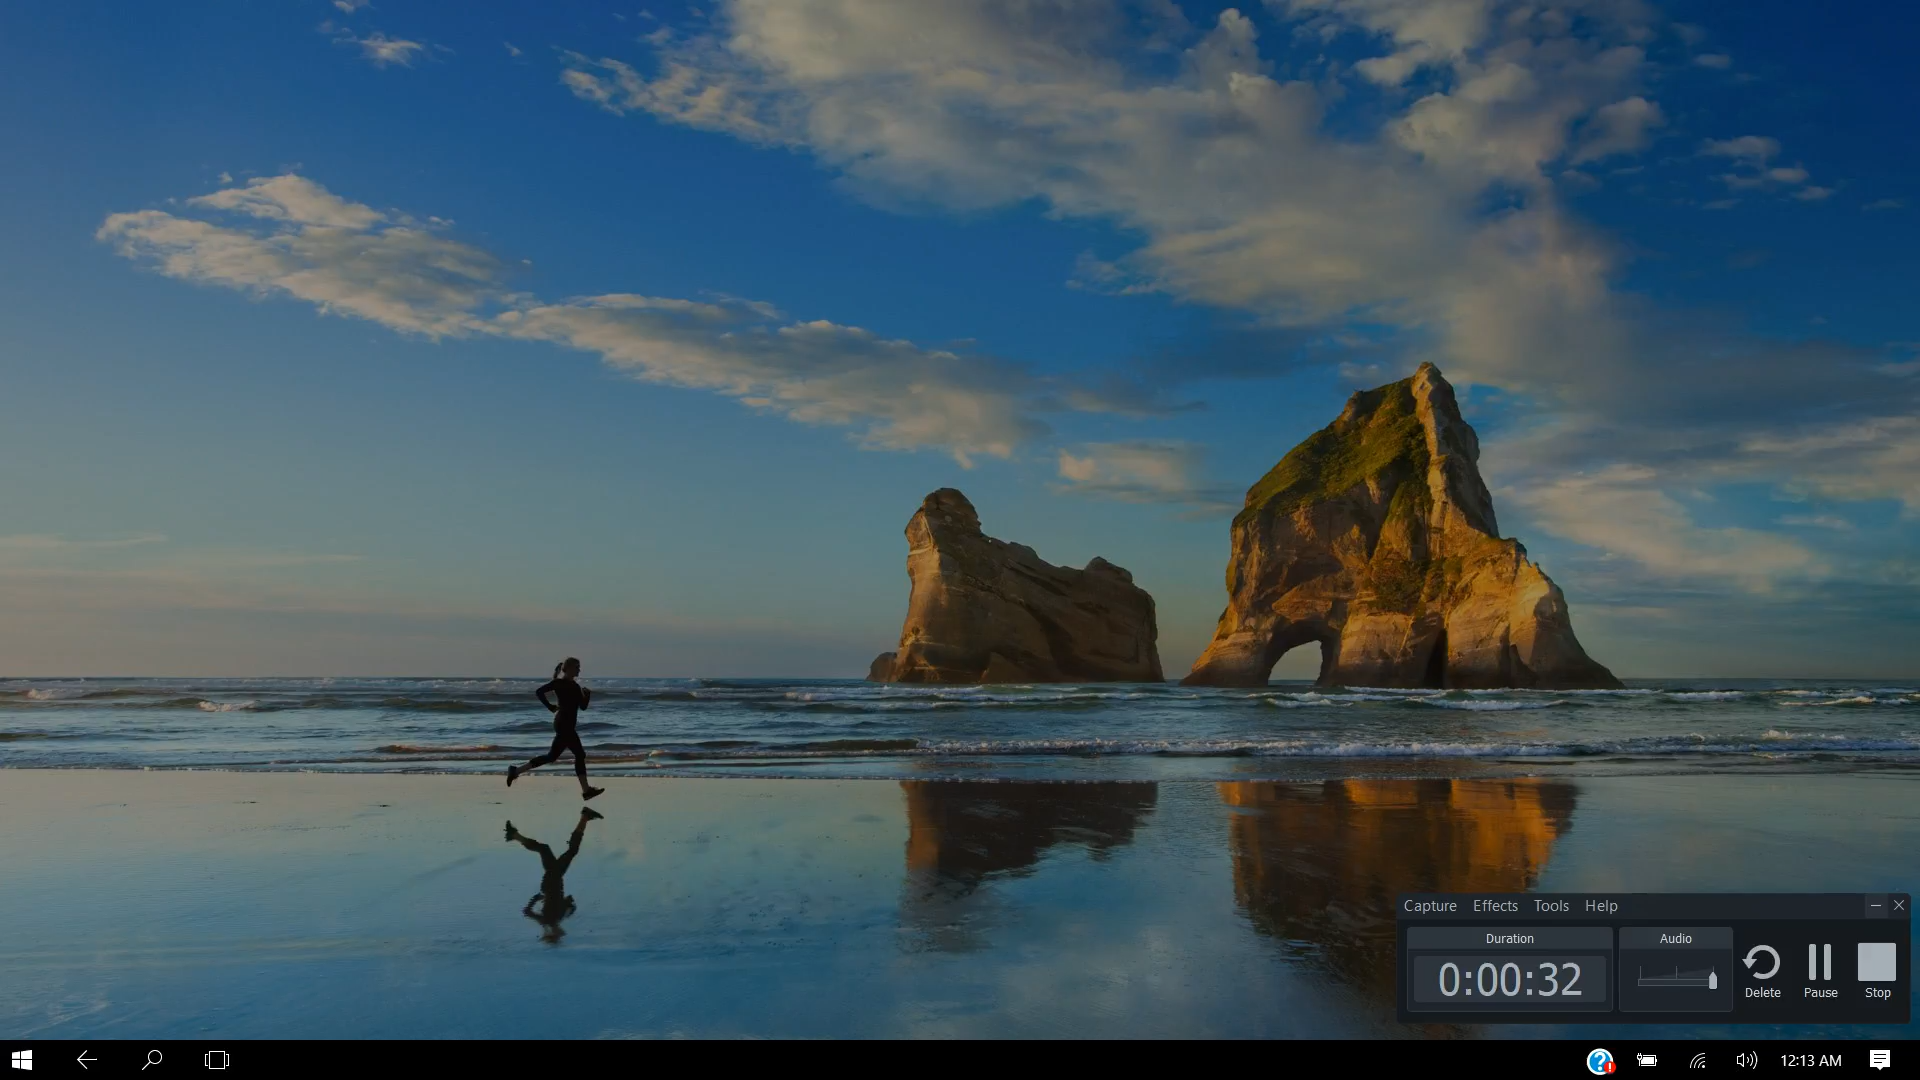 Capture Effects Tools Help
Duration
Audio
0:00:32
Delete Pause Stop
12:13 AM